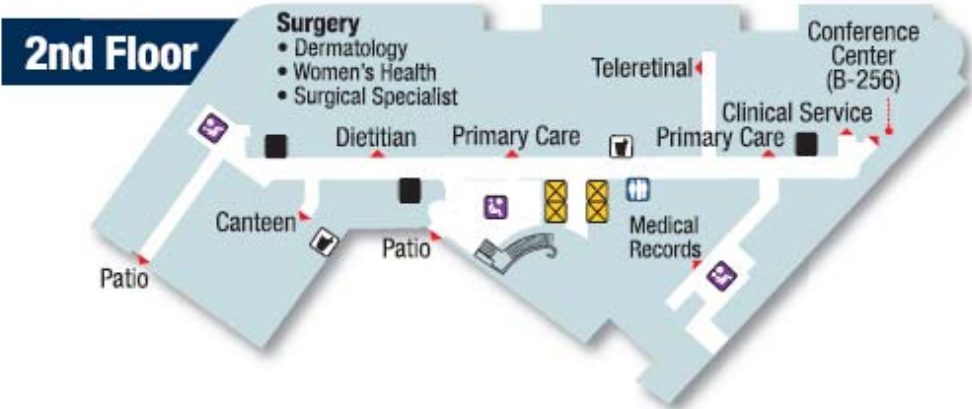 2nd Floor
Surgery
• Dermatology
• Women's Health
• Surgical Specialist
Teleretinal
Conference
Center
(B-256)
Clinical Service
Dietitian
Primary Care
Primary Care
Canteen
Patio
Patio
Medical
Records